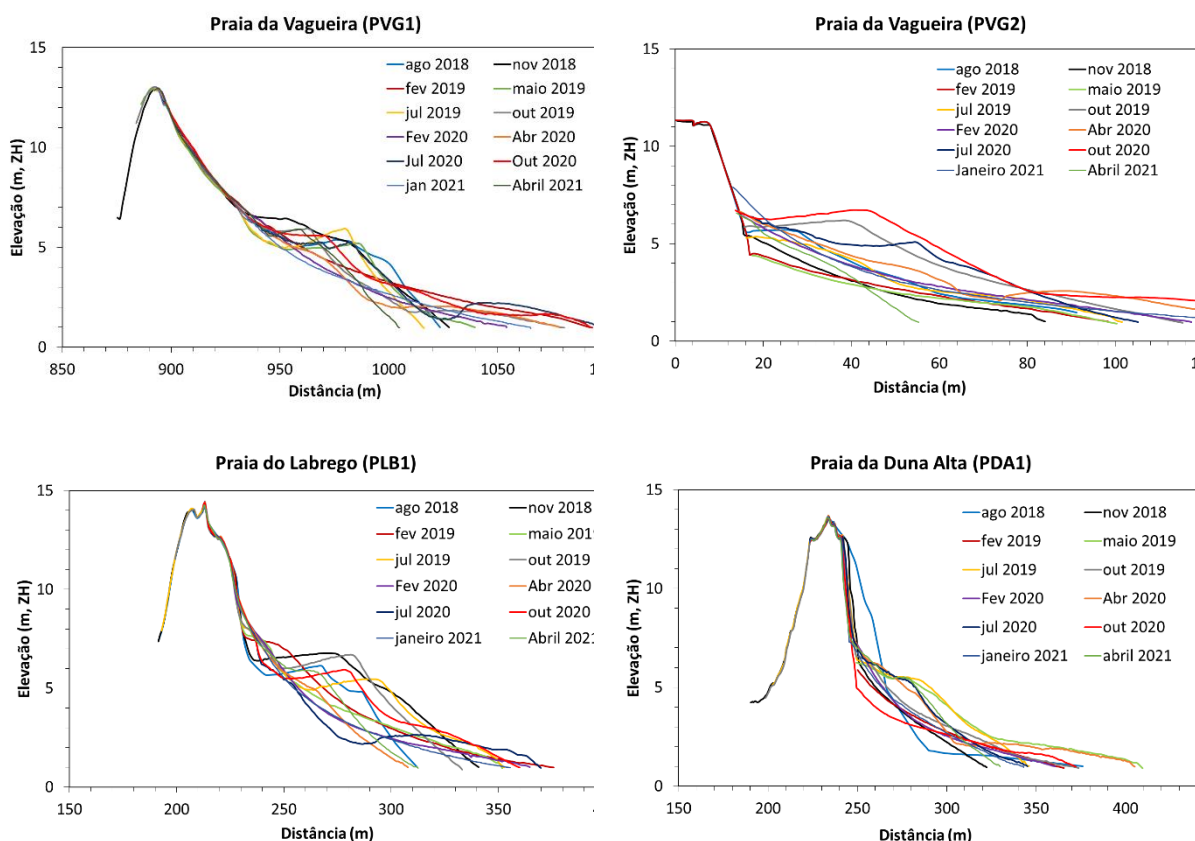 Praia da Vagueira (PVG1)
15
10
5
0
Elevação (m, ZH)
850 900 950 1000 1050 1
Distância (m)
ago 2018 nov 2018
fev 2019 maio 2019
jul 2019 out 2019
Fev 2020 Abr 2020
Jul 2020 Out 2020
jan 2021 Abril 2021
Praia da Vagueira (PVG2)
15
10
5
0
Elevação (m, ZH)
0 20 40 60 80 100
Distância (m)
ago 2018 nov 2018
fev 2019 maio 2019
jul 2019 out 2019
Fev 2020 Abr 2020
jul 2020 out 2020
Janeiro 2021 Abril 2021
Praia do Labrego (PLB1)
15
10
5
0
Elevação (m, ZH)
150 200 250 300 350
Distância (m)
ago 2018 nov 2018
fev 2019 maio 2019
jul 2019 out 2019
Fev 2020 Abr 2020
jul 2020 out 2020
janeiro 2021 Abril 2021
Praia da Duna Alta (PDA1)
15
10
5
0
Elevação (m, ZH)
150 200 250 300 350 400
Distância (m)
ago 2018 nov 2018
fev 2019 maio 2019
jul 2019 out 2019
Fev 2020 Abr 2020
jul 2020 out 2020
janeiro 2021 abril 2021